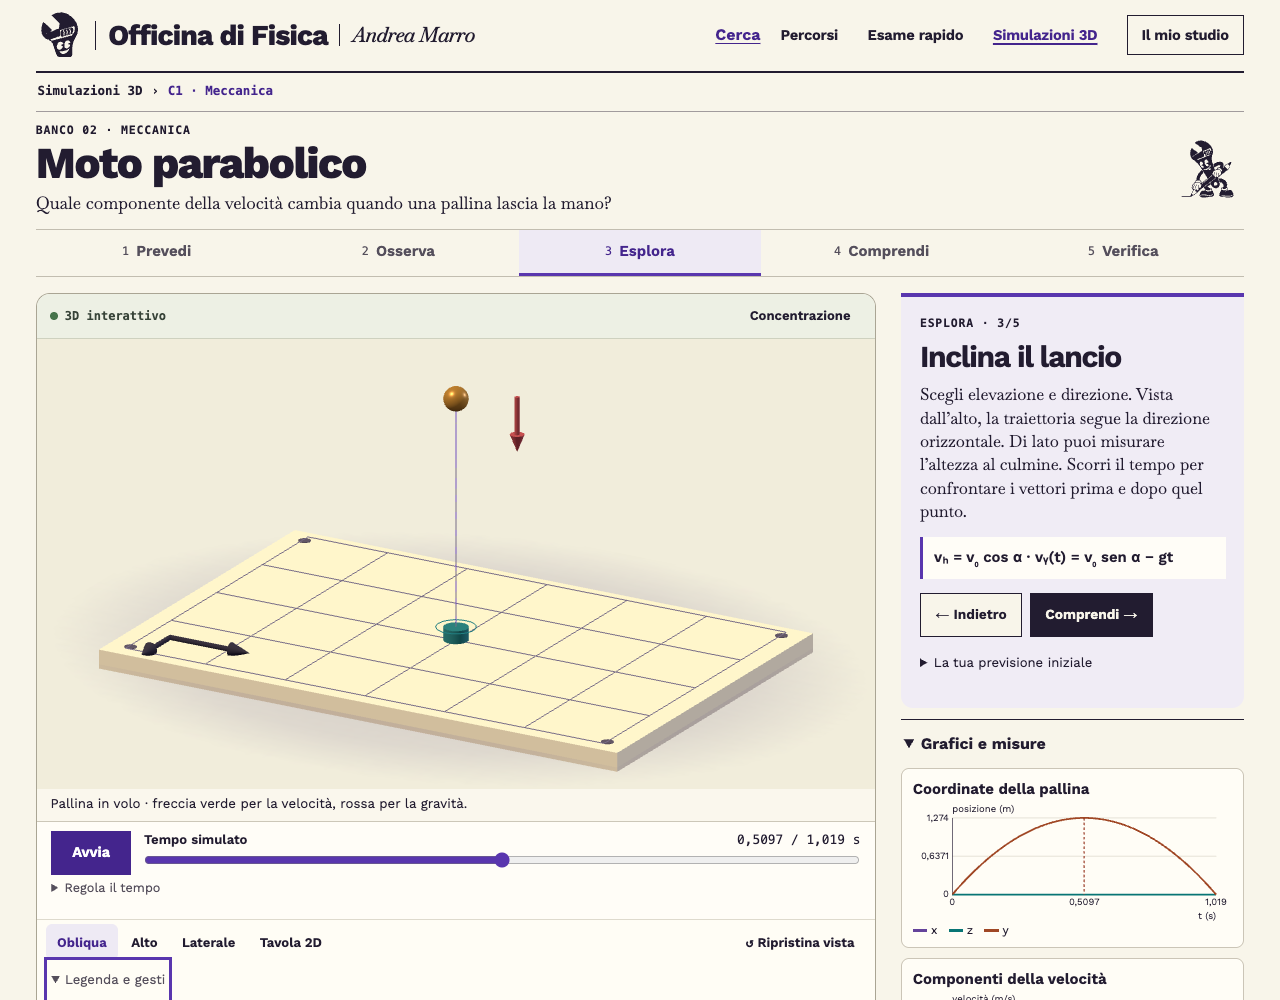 Officina di Fisica
Andrea Marro
Cerca
Percorsi
Esame rapido
Simulazioni 3D
Il mio studio
Simulazioni 3D › C1 · Meccanica
BANCO 02 · MECCANICA
Moto parabolico
Quale componente della velocità cambia quando una pallina lascia la mano?
1 Prevedi
2 Osserva
3 Esplora
4 Comprendi
5 Verifica
3D interattivo
Concentrazione
Pallina in volo · freccia verde per la velocità, rossa per la gravità.
Avvia
Tempo simulato
0,5097 / 1,019 s
▶ Regola il tempo
Obliqua
Alto
Laterale
Tavola 2D
↺ Ripristina vista
▼ Legenda e gesti
ESPLORA · 3/5
Inclina il lancio
Scegli elevazione e direzione. Vista
dall’alto, la traiettoria segue la direzione
orizzontale. Di lato puoi misurare
l’altezza al culmine. Scorri il tempo per
confrontare i vettori prima e dopo quel
punto.
vₕ = v₀ cos α · vᵧ(t) = v₀ sen α − gt
← Indietro
Comprendi →
▶ La tua previsione iniziale
▼ Grafici e misure
Coordinate della pallina
posizione (m)
1,274
0,6371
0
0
0,5097
1,019
t (s)
x
z
y
Componenti della velocità
velocità (m/s)